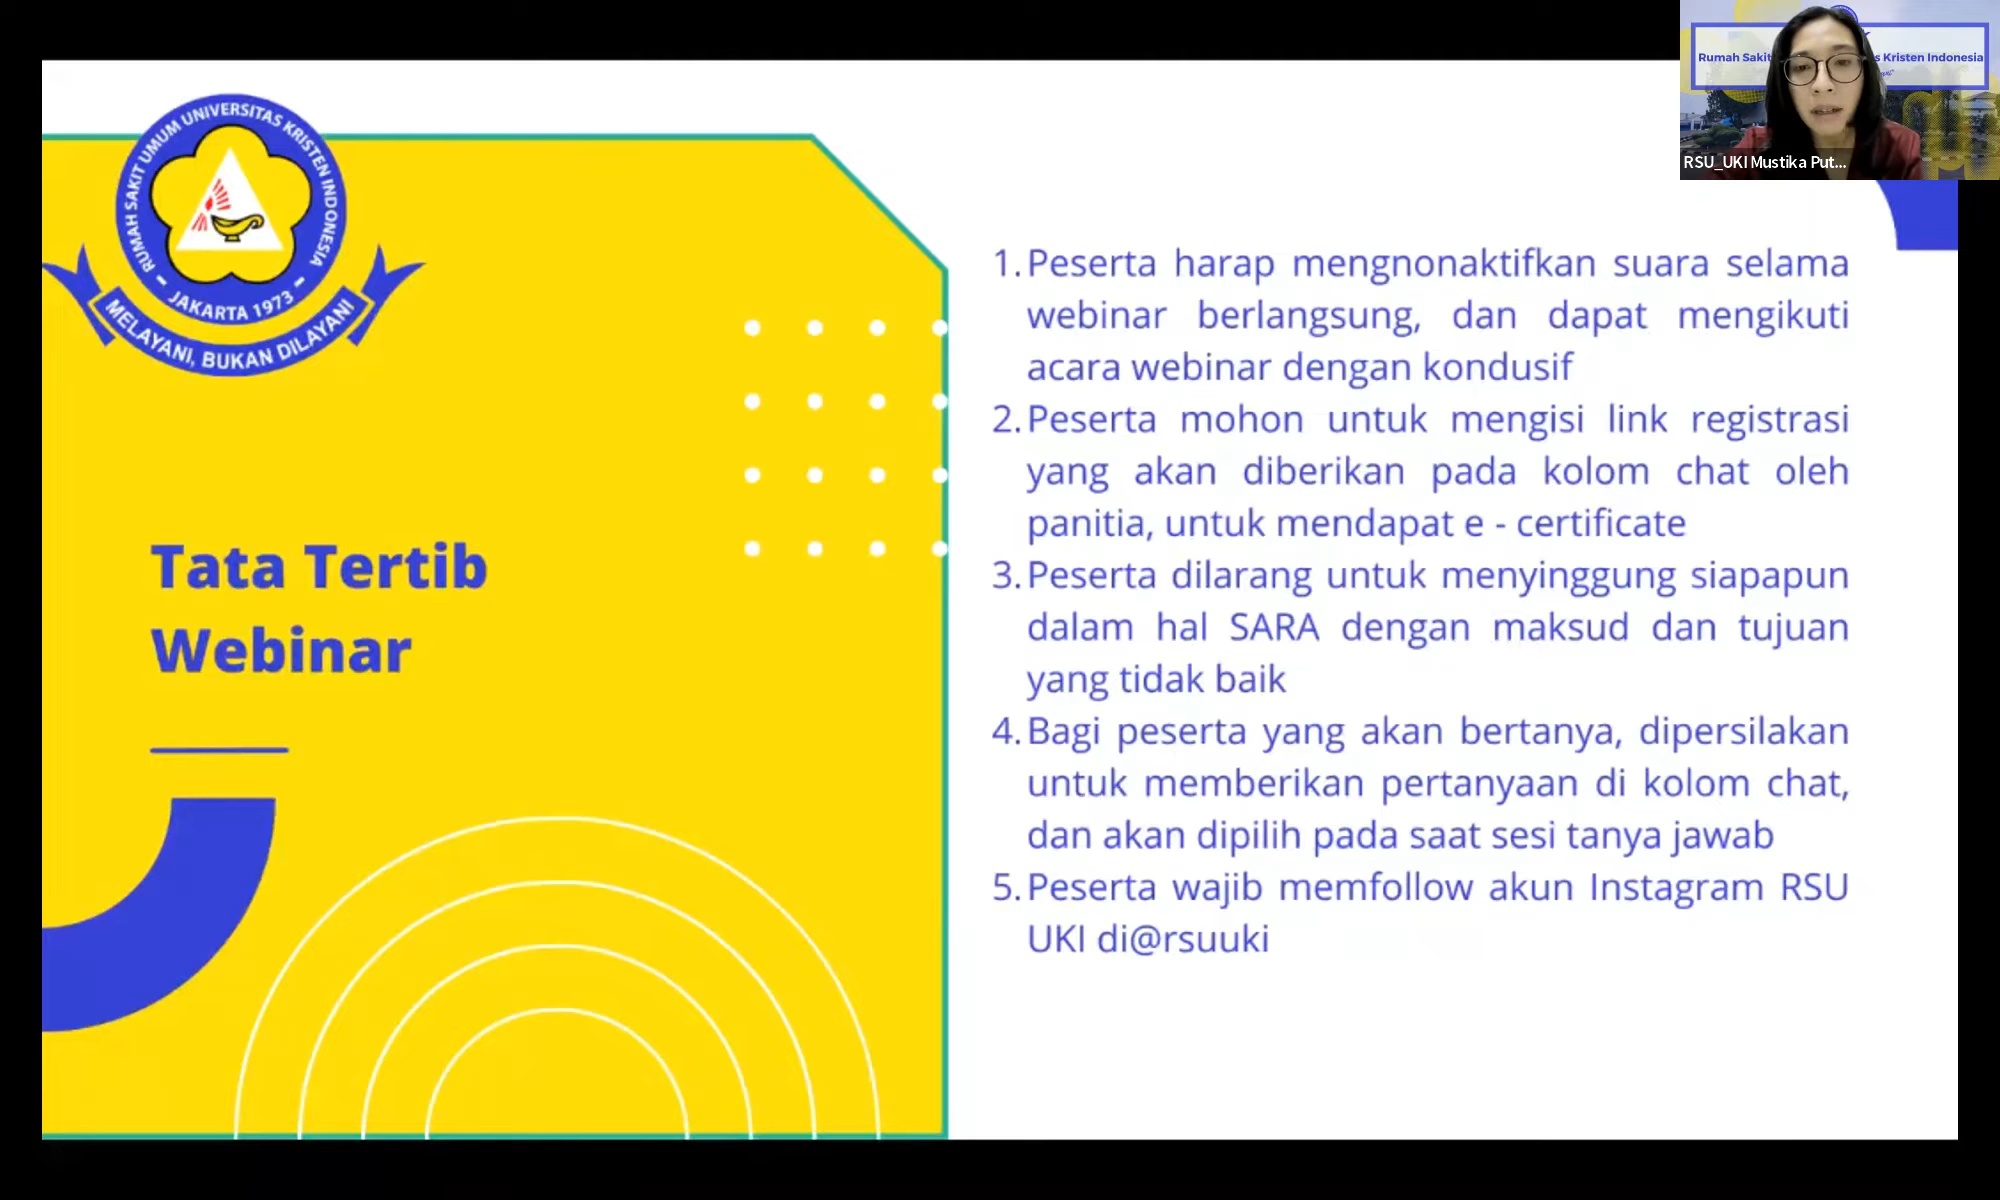 RUMAH SAKIT UMUM UNIVERSITAS KRISTEN INDONESIA
JAKARTA 1973
MELAYANI, BUKAN DILAYANI
Tata Tertib
Webinar
Rumah Sakit
s Kristen Indonesia
RSU_UKI Mustika Put...
1. Peserta harap mengnonaktifkan suara selama
webinar berlangsung, dan dapat mengikuti
acara webinar dengan kondusif
2. Peserta mohon untuk mengisi link registrasi
yang akan diberikan pada kolom chat oleh
panitia, untuk mendapat e - certificate
3. Peserta dilarang untuk menyinggung siapapun
dalam hal SARA dengan maksud dan tujuan
yang tidak baik
4. Bagi peserta yang akan bertanya, dipersilakan
untuk memberikan pertanyaan di kolom chat,
dan akan dipilih pada saat sesi tanya jawab
5. Peserta wajib memfollow akun Instagram RSU
UKI di@rsuuki